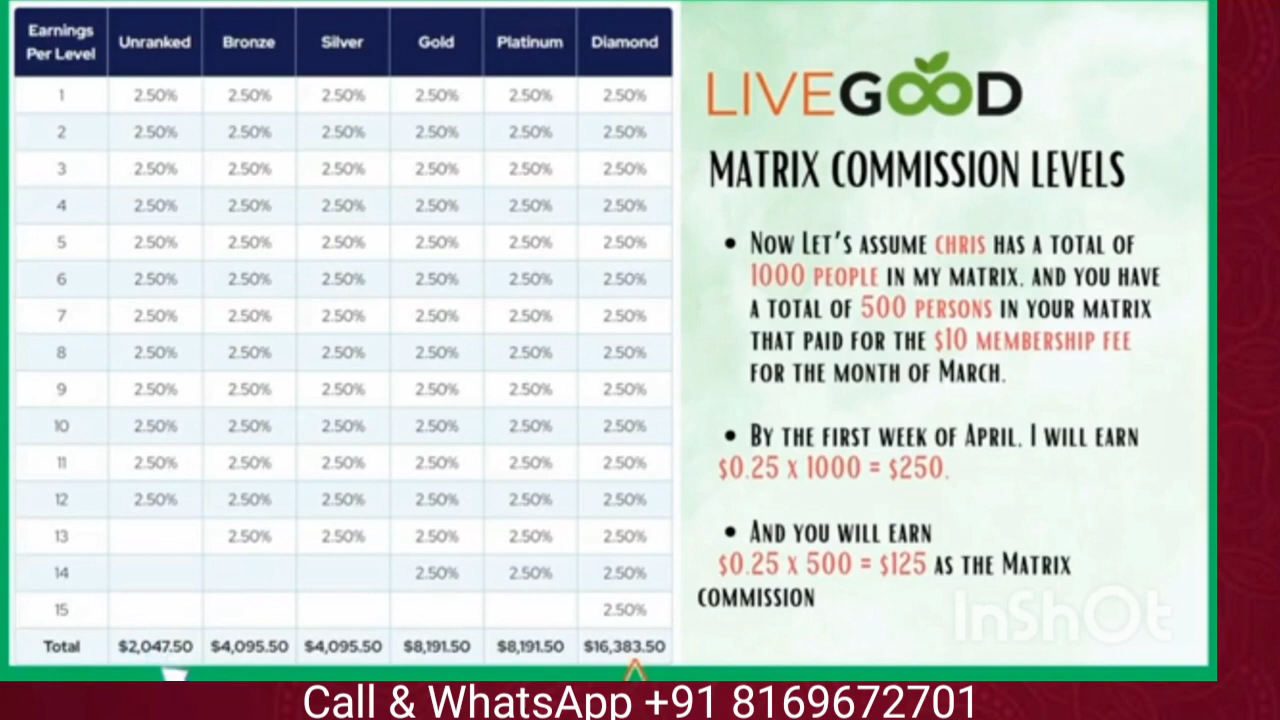 Earnings Per Level Unranked Bronze Silver Gold Platinum Diamond
1 2.50% 2.50% 2.50% 2.50% 2.50% 2.50%
2 2.50% 2.50% 2.50% 2.50% 2.50% 2.50%
3 2.50% 2.50% 2.50% 2.50% 2.50% 2.50%
4 2.50% 2.50% 2.50% 2.50% 2.50% 2.50%
5 2.50% 2.50% 2.50% 2.50% 2.50% 2.50%
6 2.50% 2.50% 2.50% 2.50% 2.50% 2.50%
7 2.50% 2.50% 2.50% 2.50% 2.50% 2.50%
8 2.50% 2.50% 2.50% 2.50% 2.50% 2.50%
9 2.50% 2.50% 2.50% 2.50% 2.50% 2.50%
10 2.50% 2.50% 2.50% 2.50% 2.50% 2.50%
11 2.50% 2.50% 2.50% 2.50% 2.50% 2.50%
12 2.50% 2.50% 2.50% 2.50% 2.50% 2.50%
13 2.50% 2.50% 2.50% 2.50% 2.50%
14 2.50% 2.50% 2.50%
15 2.50%
Total $2,047.50 $4,095.50 $4,095.50 $8,191.50 $8,191.50 $16,383.50
LIVEGOOD
MATRIX COMMISSION LEVELS
• NOW LET'S ASSUME CHRIS HAS A TOTAL OF
1000 PEOPLE IN MY MATRIX. AND YOU HAVE
A TOTAL OF 500 PERSONS IN YOUR MATRIX
THAT PAID FOR THE $10 MEMBERSHIP FEE
FOR THE MONTH OF MARCH.
• BY THE FIRST WEEK OF APRIL. I WILL EARN
$0.25 X 1000 = $250.
• AND YOU WILL EARN
$0.25 X 500 = $125 AS THE MATRIX
COMMISSION
InShOt
Call & WhatsApp +91 8169672701